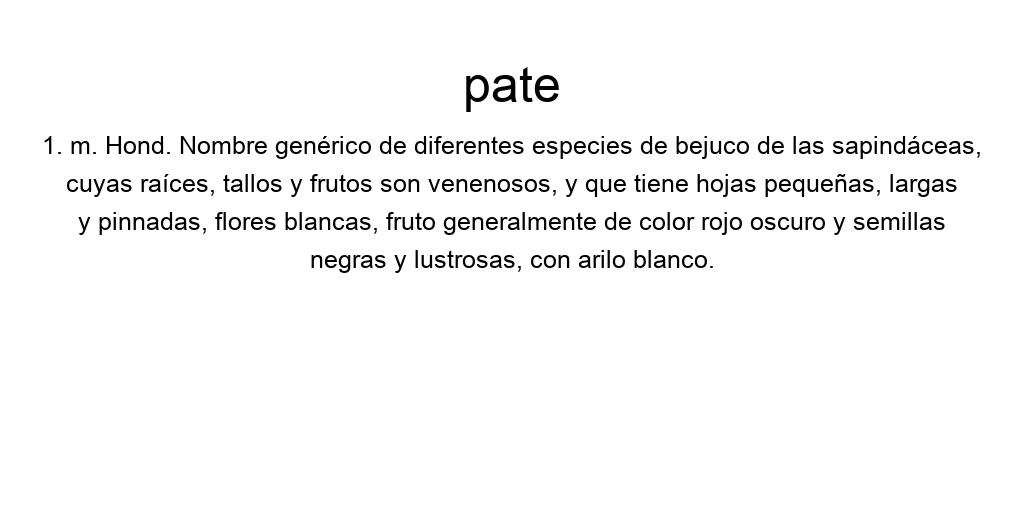 pate
1. m. Hond. Nombre genérico de diferentes especies de bejuco de las sapindáceas,
cuyas raíces, tallos y frutos son venenosos, y que tiene hojas pequeñas, largas
y pinnadas, flores blancas, fruto generalmente de color rojo oscuro y semillas
negras y lustrosas, con arilo blanco.